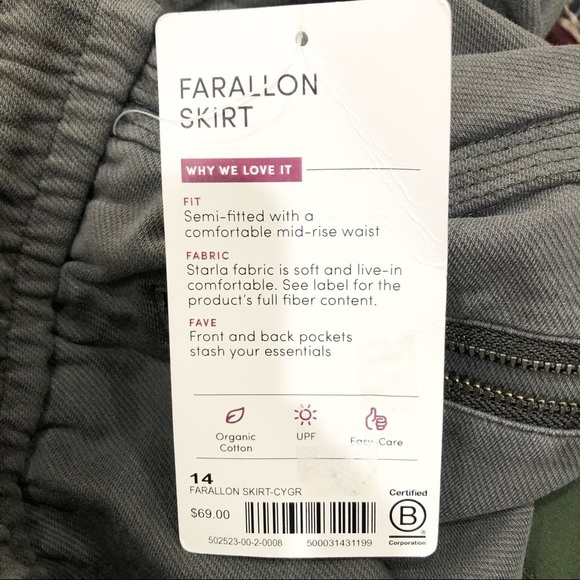 FARALLON
SKIRT
WHY WE LOVE IT
FIT
Semi-fitted with a
comfortable mid-rise waist
FABRIC
Starla fabric is soft and live-in
comfortable. See label for the
product's full fiber content.
FAVE
Front and back pockets
stash your essentials
Organic
Cotton
UPF
Easy-Care
14
FARALLON SKIRT-CYGR
$69.00
502523-00-2-0008
500031431199
Certified
B
®
Corporation